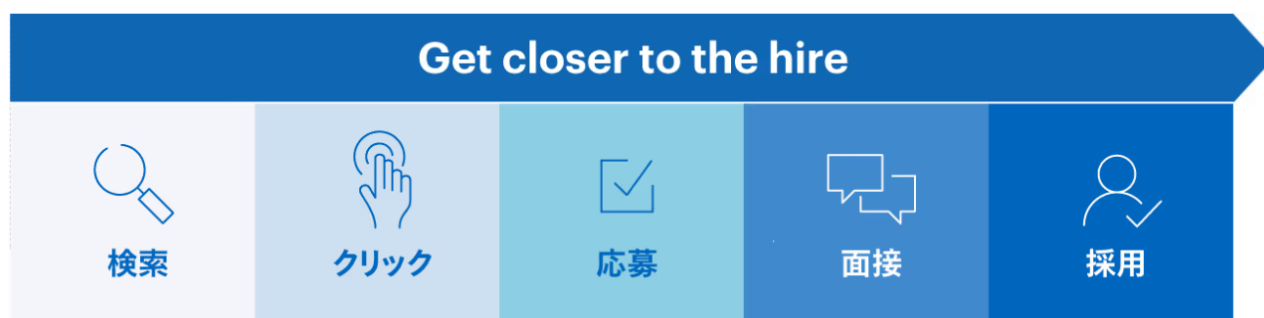 Get closer to the hire
検索
クリック
応募
面接
採用